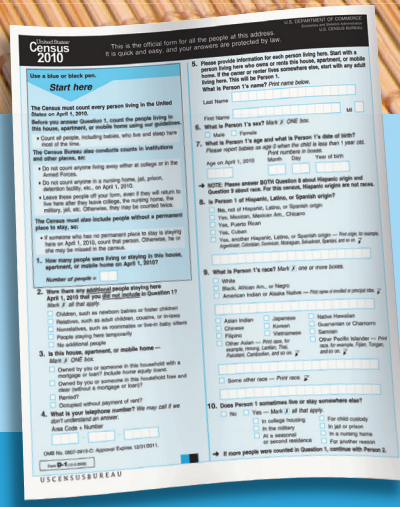 U.S. DEPARTMENT OF COMMERCE
Economics and Statistics Administration
U.S. CENSUS BUREAU
United States
Census
2010
This is the official form for all the people at this address.
It is quick and easy, and your answers are protected by law.
Use a blue or black pen.
Start here
The Census must count every person living in the United
States on April 1, 2010.
Before you answer Question 1, count the people living in
this house, apartment, or mobile home using our guidelines.
• Count all people, including babies, who live and sleep here
most of the time.
The Census Bureau also conducts counts in institutions
and other places, so:
• Do not count anyone living away either at college or in the
Armed Forces.
• Do not count anyone in a nursing home, jail, prison,
detention facility, etc., on April 1, 2010.
• Leave these people off your form, even if they will return to
live here after they leave college, the nursing home, the
military, jail, etc. Otherwise, they may be counted twice.
The Census must also include people without a permanent
place to stay, so:
• If someone who has no permanent place to stay is staying
here on April 1, 2010, count that person. Otherwise, he or
she may be missed in the census.
1. How many people were living or staying in this house,
apartment, or mobile home on April 1, 2010?
Number of people =
2. Were there any additional people staying here
April 1, 2010 that you did not include in Question 1?
Mark X all that apply.
Children, such as newborn babies or foster children
Relatives, such as adult children, cousins, or in-laws
Nonrelatives, such as roommates or live-in baby sitters
People staying here temporarily
No additional people
3. Is this house, apartment, or mobile home —
Mark X ONE box.
Owned by you or someone in this household with a
mortgage or loan? Include home equity loans.
Owned by you or someone in this household free and
clear (without a mortgage or loan)?
Rented?
Occupied without payment of rent?
4. What is your telephone number? We may call if we
don't understand an answer.
Area Code + Number
OMB No. 0607-0919-C: Approval Expires 12/31/2011.
Form D-1
USCENSUSBUREAU
5. Please provide information for each person living here. Start with a
person living here who owns or rents this house, apartment, or mobile
home. If the owner or renter lives somewhere else, start with any adult
living here. This will be Person 1.
What is Person 1's name? Print name below.
Last Name
First Name MI
6. What is Person 1's sex? Mark X ONE box.
Male Female
7. What is Person 1's age and what is Person 1's date of birth?
Please report babies as age 0 when the child is less than 1 year old.
Print numbers in boxes.
Age on April 1, 2010 Month Day Year of birth
→ NOTE: Please answer BOTH Question 8 about Hispanic origin and
Question 9 about race. For this census, Hispanic origins are not races.
8. Is Person 1 of Hispanic, Latino, or Spanish origin?
No, not of Hispanic, Latino, or Spanish origin
Yes, Mexican, Mexican Am., Chicano
Yes, Puerto Rican
Yes, Cuban
Yes, another Hispanic, Latino, or Spanish origin — Print origin, for example,
Argentinean, Colombian, Dominican, Nicaraguan, Salvadoran, Spaniard, and so on.
9. What is Person 1's race? Mark X one or more boxes.
White
Black, African Am., or Negro
American Indian or Alaska Native — Print name of enrolled or principal tribe.
Asian Indian Japanese Native Hawaiian
Chinese Korean Guamanian or Chamorro
Filipino Vietnamese Samoan
Other Asian — Print race, for
example, Hmong, Laotian, Thai,
Pakistani, Cambodian, and so on.
Other Pacific Islander — Print
race, for example, Fijian, Tongan,
and so on.
Some other race — Print race.
10. Does Person 1 sometimes live or stay somewhere else?
No Yes — Mark X all that apply.
In college housing For child custody
In the military In jail or prison
At a seasonal In a nursing home
or second residence For another reason
→ If more people were counted in Question 1, continue with Person 2.